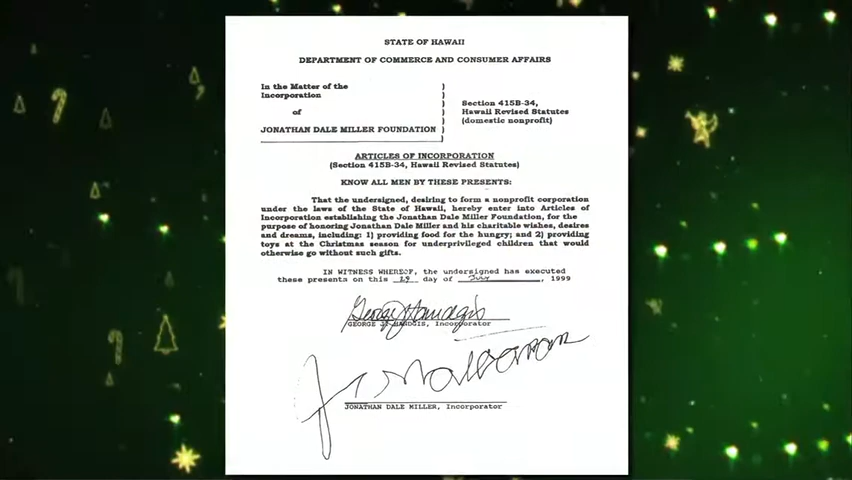 STATE OF HAWAII
DEPARTMENT OF COMMERCE AND CONSUMER AFFAIRS
In the Matter of the
Incorporation
of
JONATHAN DALE MILLER FOUNDATION
Section 415B-34,
Hawaii Revised Statutes
(domestic nonprofit)
ARTICLES OF INCORPORATION
(Section 415B-34, Hawaii Revised Statutes)
KNOW ALL MEN BY THESE PRESENTS:
That the undersigned, desiring to form a nonprofit corporation
under the laws of the State of Hawaii, hereby enter into Articles of
Incorporation establishing the Jonathan Dale Miller Foundation, for the
purpose of honoring Jonathan Dale Miller and his charitable wishes, desires
and dreams, including: 1) providing food for the hungry; and 2) providing
toys at the Christmas season for underprivileged children that would
otherwise go without such gifts.
IN WITNESS WHEREOF, the undersigned has executed
these presents on this 29 day of July, 1999
GEORGE J. HANDGIS, Incorporator
JONATHAN DALE MILLER, Incorporator